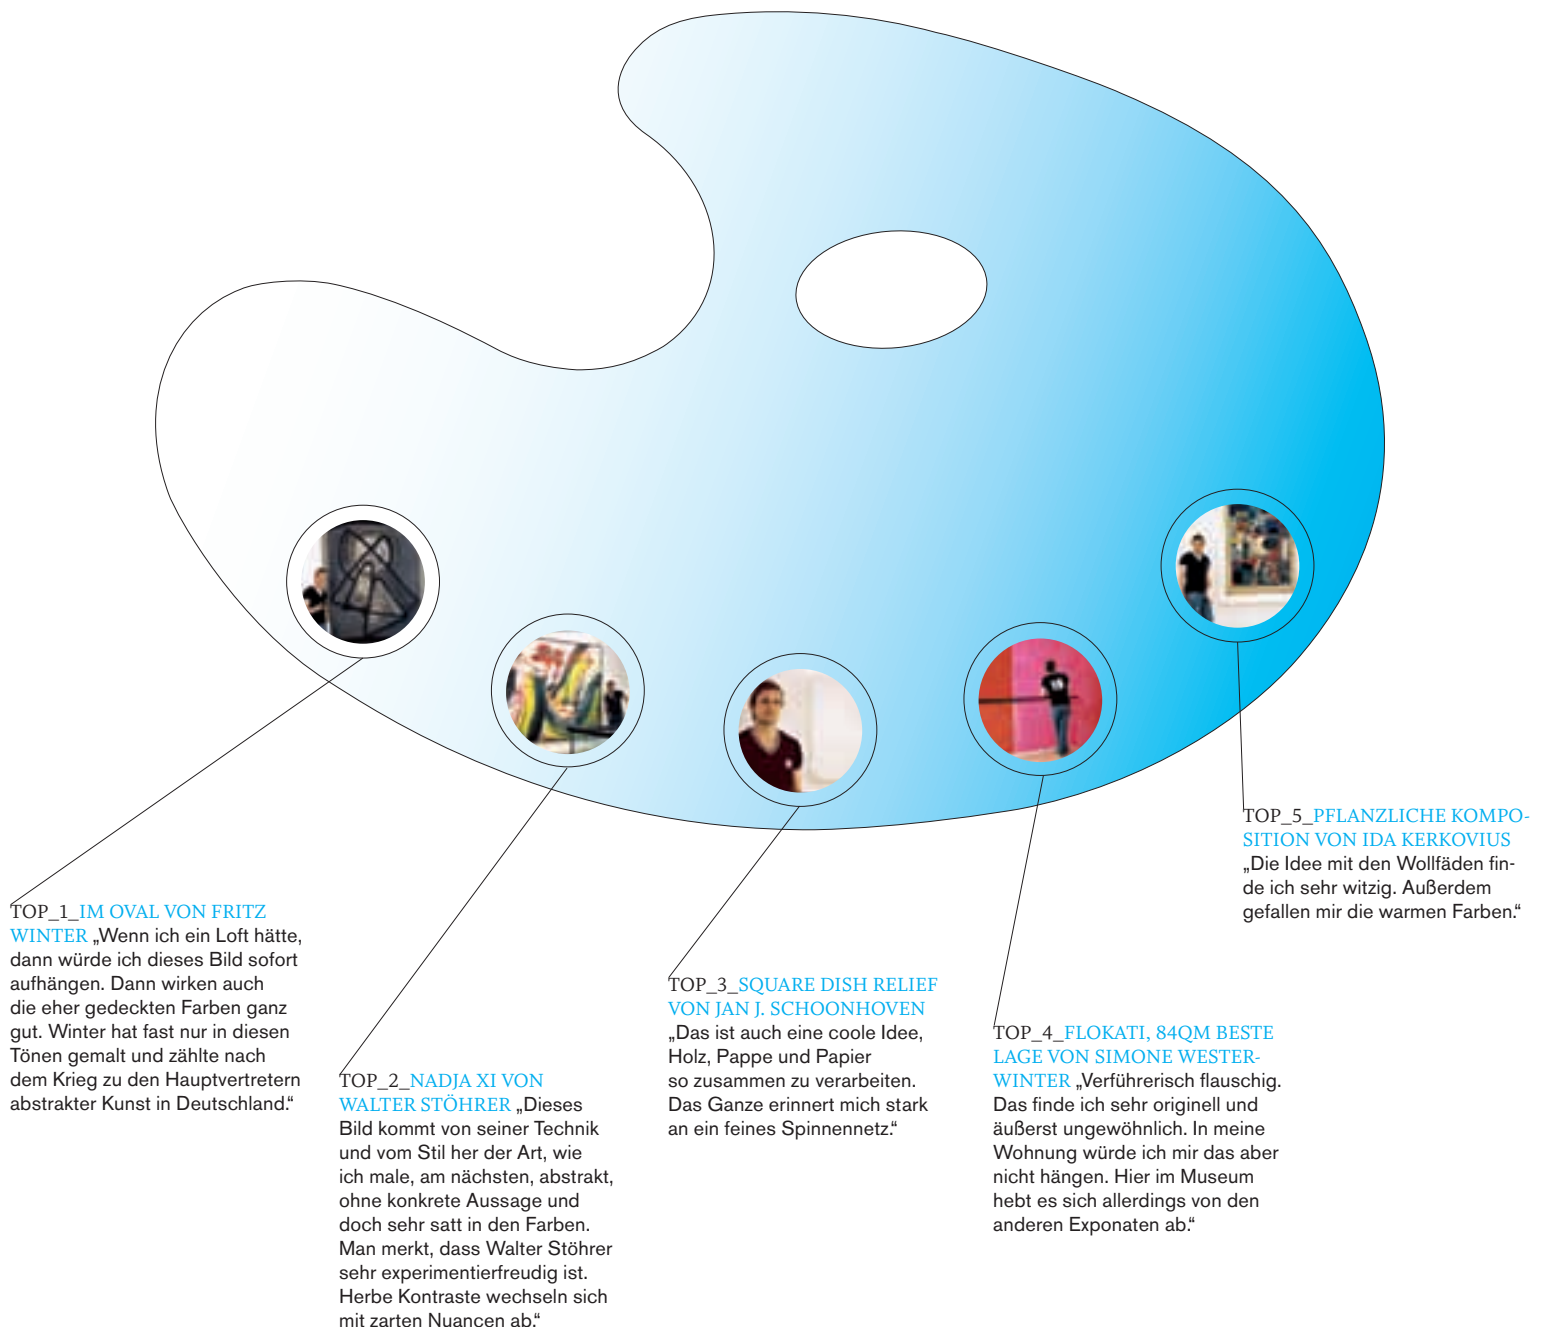 TOP_1_IM OVAL VON FRITZ
WINTER „Wenn ich ein Loft hätte,
dann würde ich dieses Bild sofort
aufhängen. Dann wirken auch
die eher gedeckten Farben ganz
gut. Winter hat fast nur in diesen
Tönen gemalt und zählte nach
dem Krieg zu den Hauptvertretern
abstrakter Kunst in Deutschland.“
TOP_2_NADJA XI VON
WALTER STÖHRER „Dieses
Bild kommt von seiner Technik
und vom Stil her der Art, wie
ich male, am nächsten, abstrakt,
ohne konkrete Aussage und
doch sehr satt in den Farben.
Man merkt, dass Walter Stöhrer
sehr experimentierfreudig ist.
Herbe Kontraste wechseln sich
mit zarten Nuancen ab.“
TOP_3_SQUARE DISH RELIEF
VON JAN J. SCHOONHOVEN
„Das ist auch eine coole Idee,
Holz, Pappe und Papier
so zusammen zu verarbeiten.
Das Ganze erinnert mich stark
an ein feines Spinnennetz.“
TOP_4_FLOKATI, 84QM BESTE
LAGE VON SIMONE WESTER-
WINTER „Verführerisch flauschig.
Das finde ich sehr originell und
äußerst ungewöhnlich. In meine
Wohnung würde ich mir das aber
nicht hängen. Hier im Museum
hebt es sich allerdings von den
anderen Exponaten ab.“
TOP_5_PFLANZLICHE KOMPO-
SITION VON IDA KERKOVIUS
„Die Idee mit den Wollfäden fin-
de ich sehr witzig. Außerdem
gefallen mir die warmen Farben.“